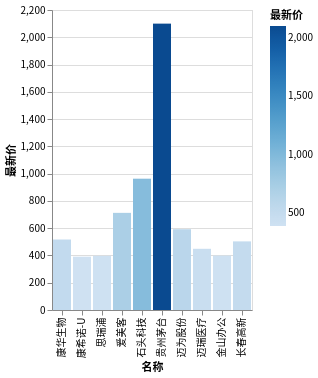 最新价
2,200
2,000
1,800
1,600
1,400
1,200
1,000
800
600
400
200
0
最新价
康华生物
康希诺-U
思瑞浦
爱美客
石头科技
贵州茅台
迈为股份
迈瑞医疗
金山办公
长春高新
名称
2,000
1,500
1,000
500